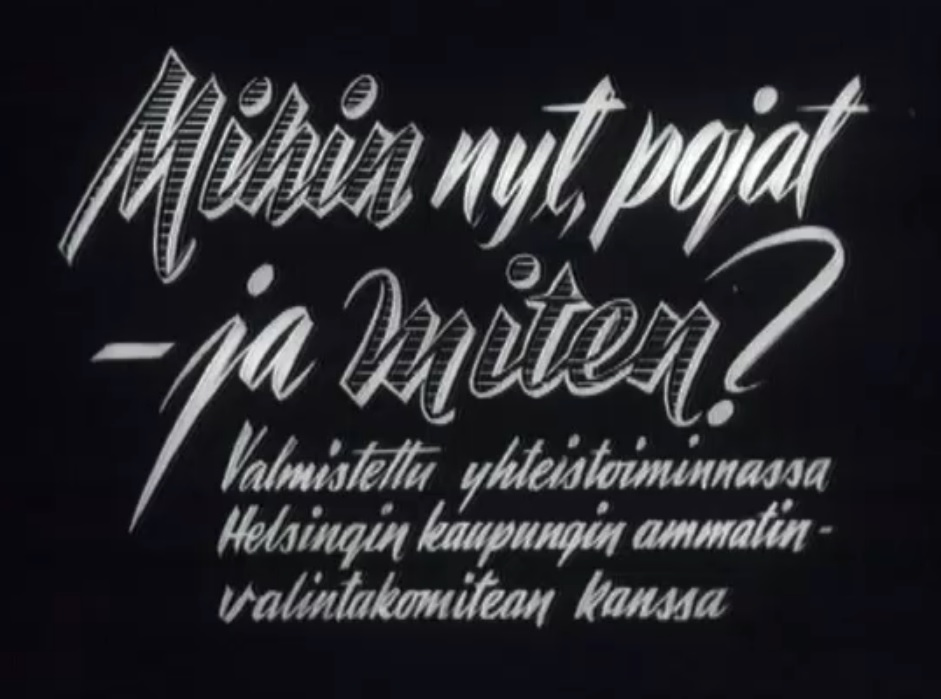 Mihin nyt, pojat
– ja miten?
Valmistettu yhteistoiminnassa
Helsingin kaupungin ammatin-
valintakomitean kanssa